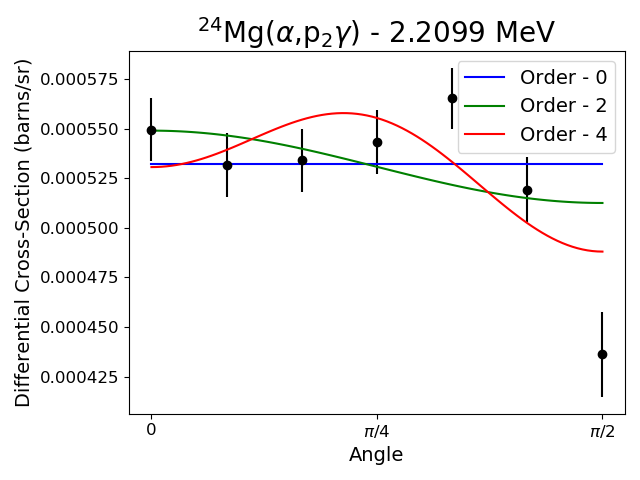 ²⁴Mg(α,p₂γ) - 2.2099 MeV
Differential Cross-Section (barns/sr)
0.000575
0.000550
0.000525
0.000500
0.000475
0.000450
0.000425
Order - 0
Order - 2
Order - 4
0
π/4
π/2
Angle